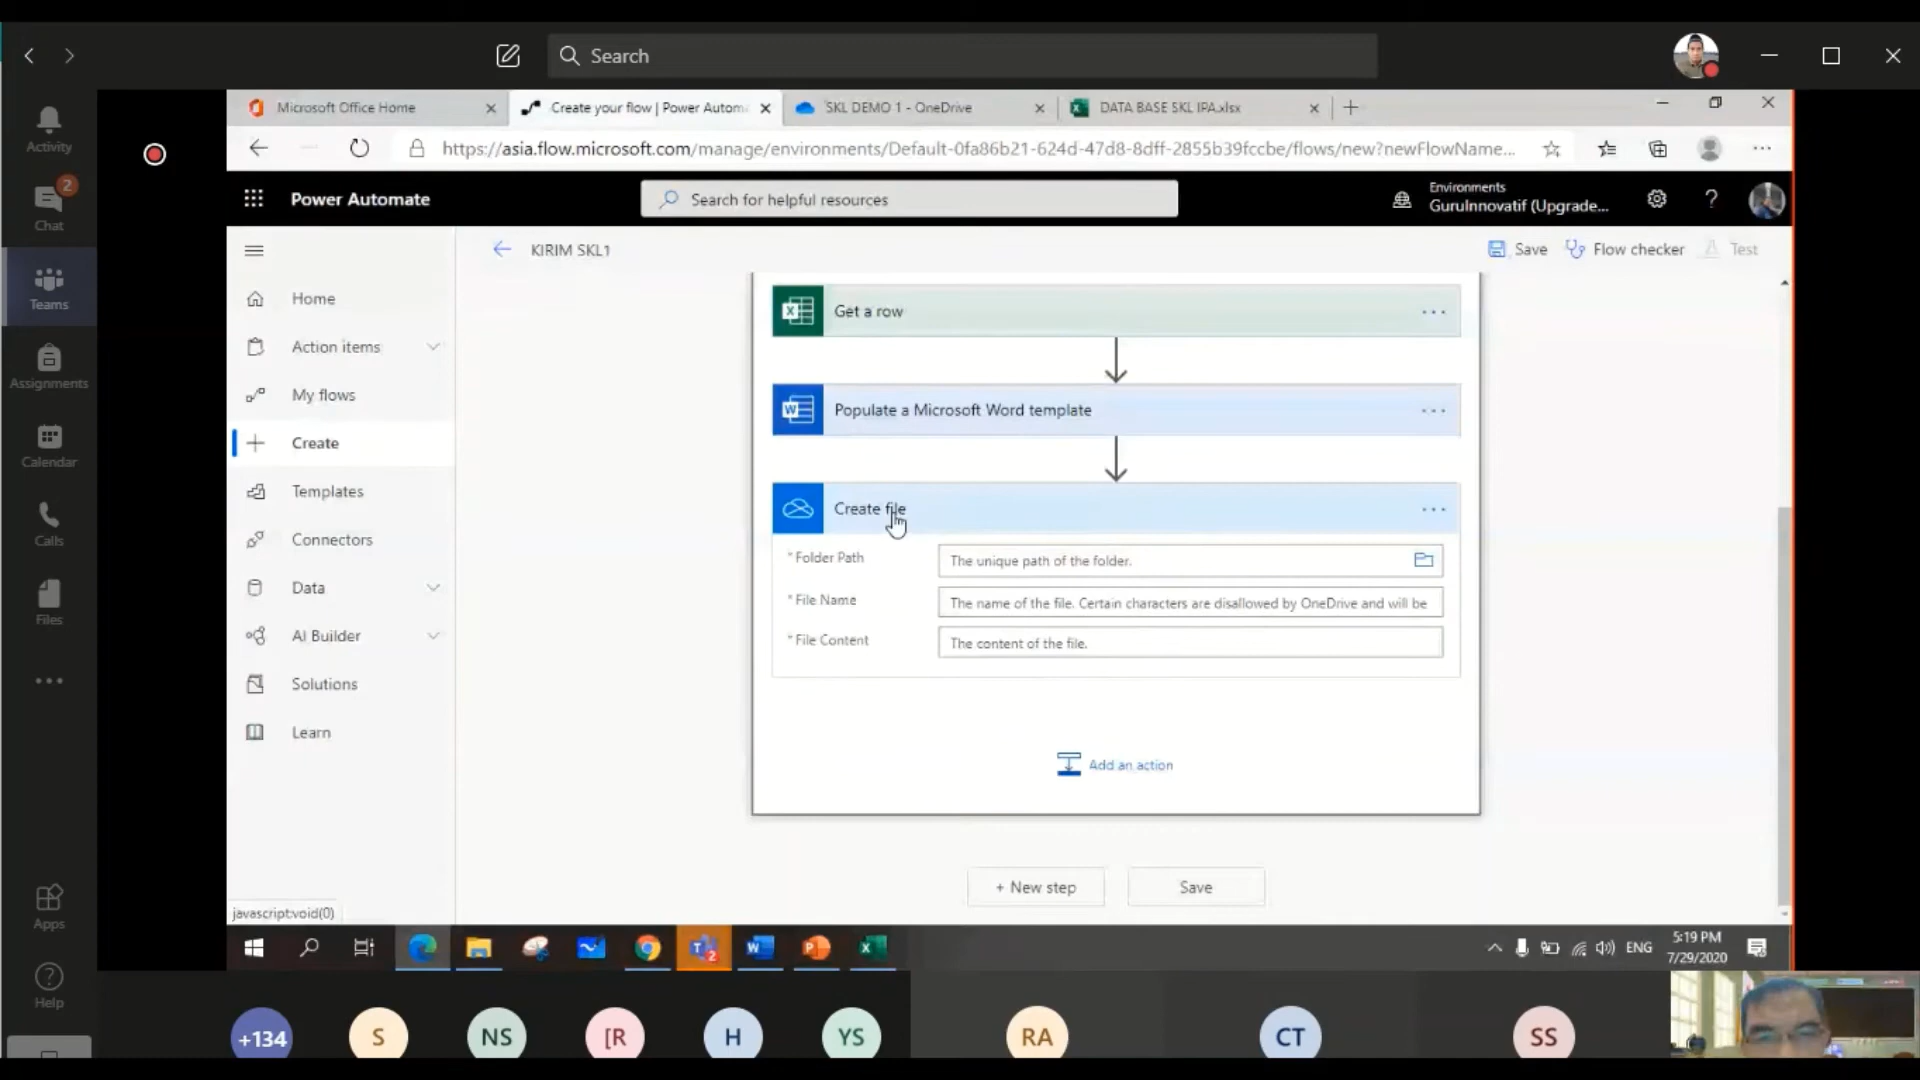 Search
Activity
2
Chat
Teams
Assignments
Calendar
Calls
Files
Apps
Help
Microsoft Office Home
Create your flow | Power Autom
SKL DEMO 1 - OneDrive
DATA BASE SKL IPA.xlsx
https://asia.flow.microsoft.com/manage/environments/Default-0fa86b21-624d-47d8-8dff-2855b39fccbe/flows/new?newFlowName...
Power Automate
Search for helpful resources
Environments
GuruInnovatif (Upgrade...
?
KIRIM SKL1
Save
Flow checker
Test
Home
Action items
My flows
Create
Templates
Connectors
Data
AI Builder
Solutions
Learn
Get a row
Populate a Microsoft Word template
Create file
* Folder Path
The unique path of the folder.
* File Name
The name of the file. Certain characters are disallowed by OneDrive and will be
* File Content
The content of the file.
Add an action
+ New step
Save
javascript:void(0)
ENG
5:19 PM
7/29/2020
+134
S
NS
[R
H
YS
RA
CT
SS